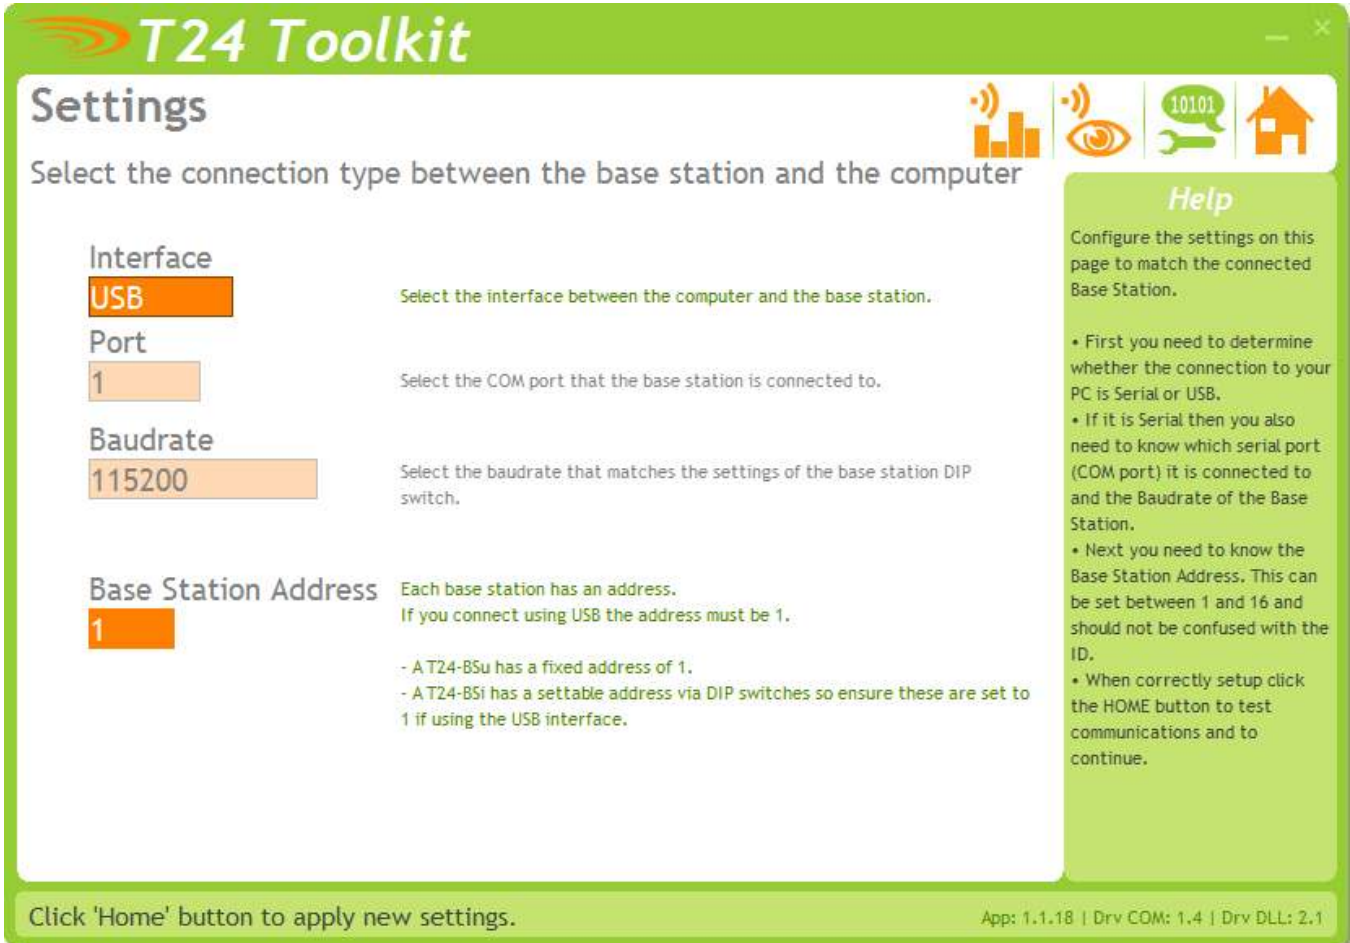 T24 Toolkit
Settings
10101
Select the connection type between the base station and the computer
Interface
USB
Select the interface between the computer and the base station.
Port
1
Select the COM port that the base station is connected to.
Baudrate
115200
Select the baudrate that matches the settings of the base station DIP
switch.
Base Station Address
1
Each base station has an address.
If you connect using USB the address must be 1.
- A T24-BSu has a fixed address of 1.
- A T24-BSi has a settable address via DIP switches so ensure these are set to
1 if using the USB interface.
Help
Configure the settings on this
page to match the connected
Base Station.
• First you need to determine
whether the connection to your
PC is Serial or USB.
• If it is Serial then you also
need to know which serial port
(COM port) it is connected to
and the Baudrate of the Base
Station.
• Next you need to know the
Base Station Address. This can
be set between 1 and 16 and
should not be confused with the
ID.
• When correctly setup click
the HOME button to test
communications and to
continue.
Click 'Home' button to apply new settings.
App: 1.1.18 | Drv COM: 1.4 | Drv DLL: 2.1